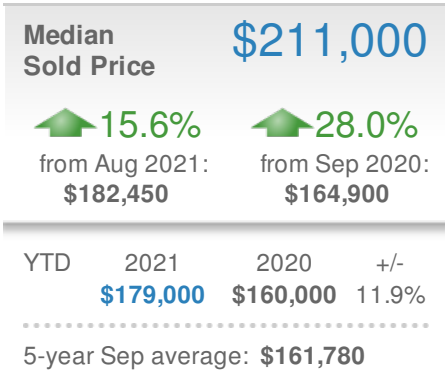 Median $211,000
Sold Price
15.6% 28.0%
from Aug 2021: from Sep 2020:
$182,450 $164,900
YTD 2021 2020 +/-
$179,000 $160,000 11.9%
5-year Sep average: $161,780